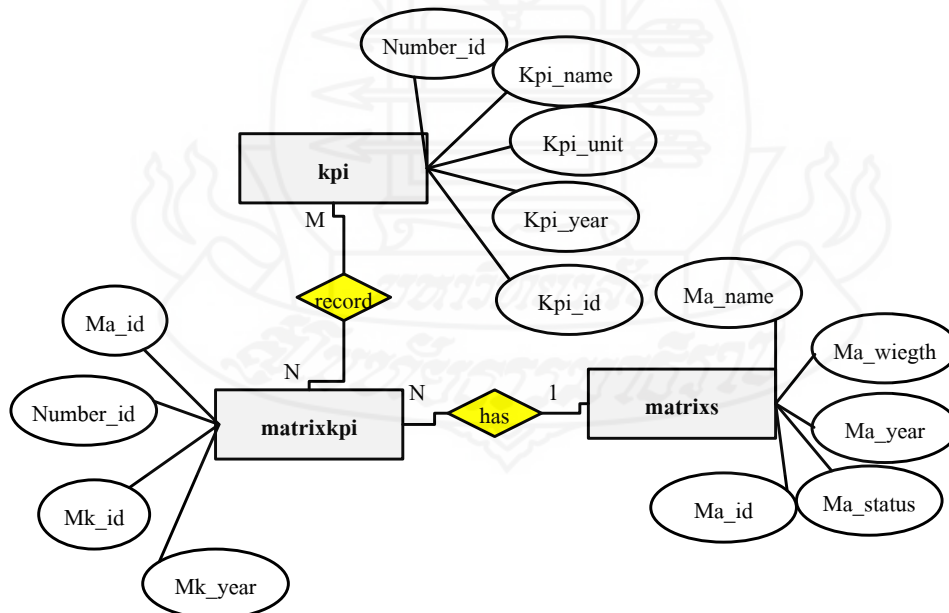 Number_id
Kpi_name
Kpi_unit
kpi
M
Kpi_year
record
Kpi_id
Ma_name
Ma_id
Ma_wiegth
N
N
1
Number_id
matrixkpi
has
matrixs
Ma_year
Mk_id
Ma_id
Ma_status
Mk_year